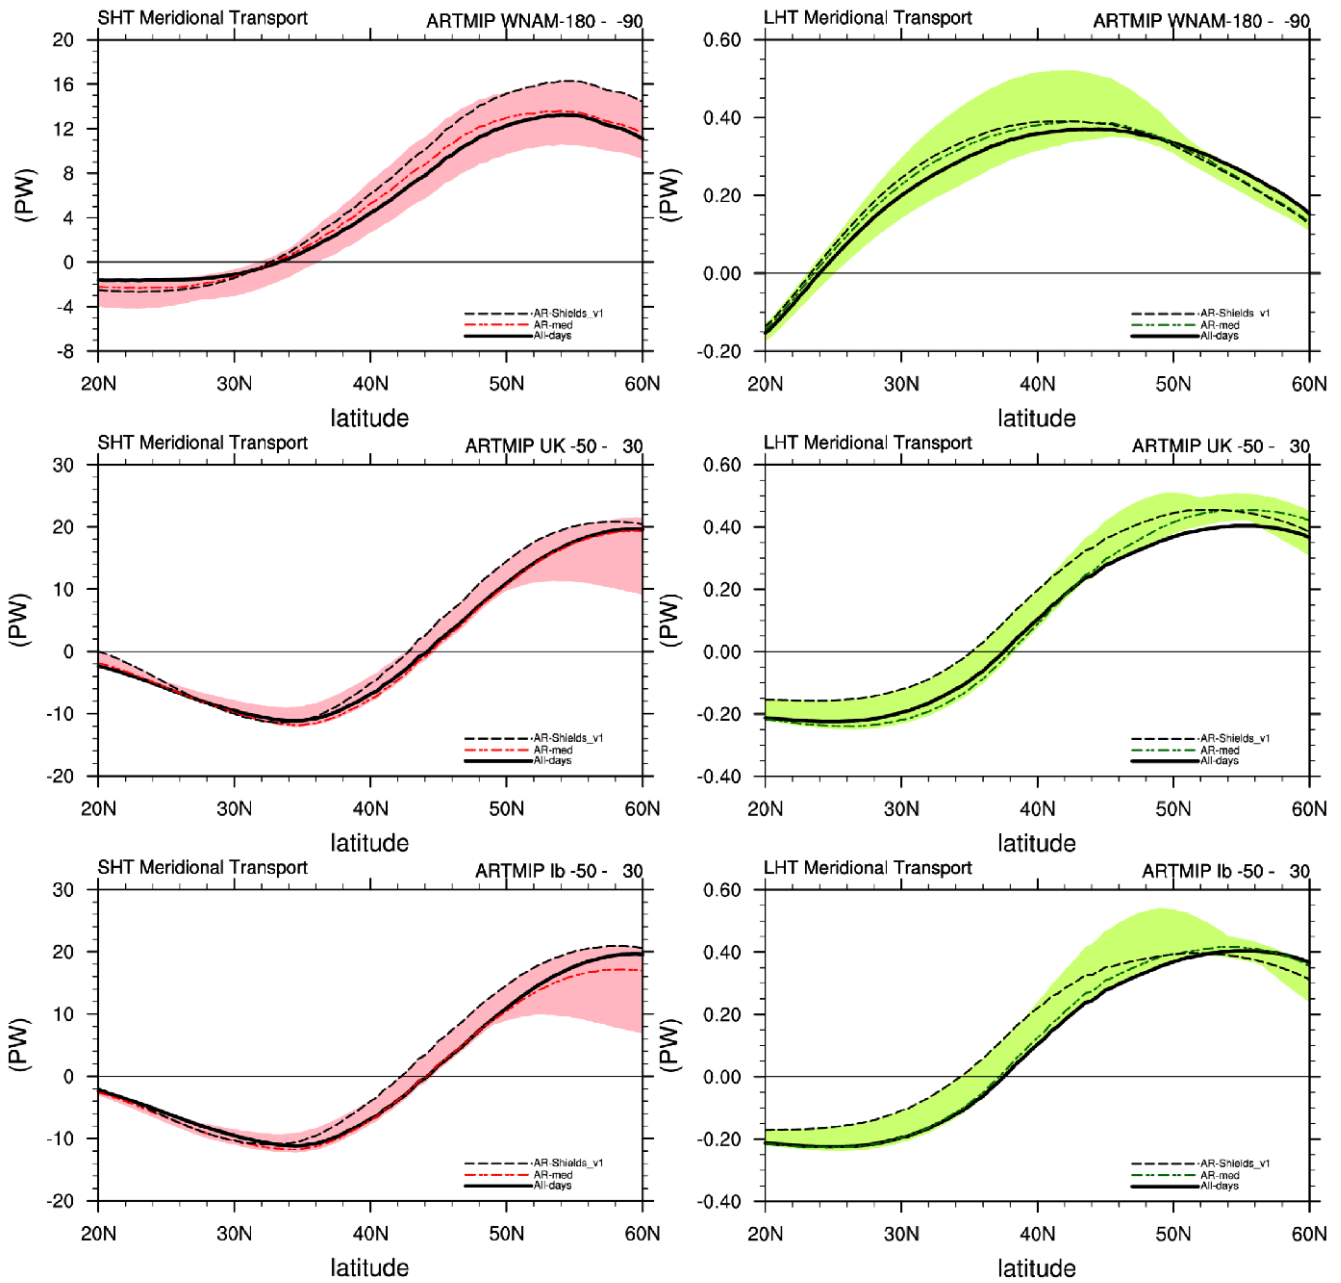 SHT Meridional Transport ARTMIP WNAM-180 - -90
20
16
12
8
4
0
-4
-8
(PW)
AR-Shields_v1
AR-med
All-days
20N 30N 40N 50N 60N
latitude
LHT Meridional Transport ARTMIP WNAM-180 - -90
0.60
0.40
0.20
0.00
-0.20
(PW)
AR-Shields_v1
AR-med
All-days
20N 30N 40N 50N 60N
latitude
SHT Meridional Transport ARTMIP UK -50 - 30
30
20
10
0
-10
-20
(PW)
AR-Shields_v1
AR-med
All-days
20N 30N 40N 50N 60N
latitude
LHT Meridional Transport ARTMIP UK -50 - 30
0.60
0.40
0.20
0.00
-0.20
-0.40
(PW)
AR-Shields_v1
AR-med
All-days
20N 30N 40N 50N 60N
latitude
SHT Meridional Transport ARTMIP Ib -50 - 30
30
20
10
0
-10
-20
(PW)
AR-Shields_v1
AR-med
All-days
20N 30N 40N 50N 60N
latitude
LHT Meridional Transport ARTMIP Ib -50 - 30
0.60
0.40
0.20
0.00
-0.20
-0.40
(PW)
AR-Shields_v1
AR-med
All-days
20N 30N 40N 50N 60N
latitude